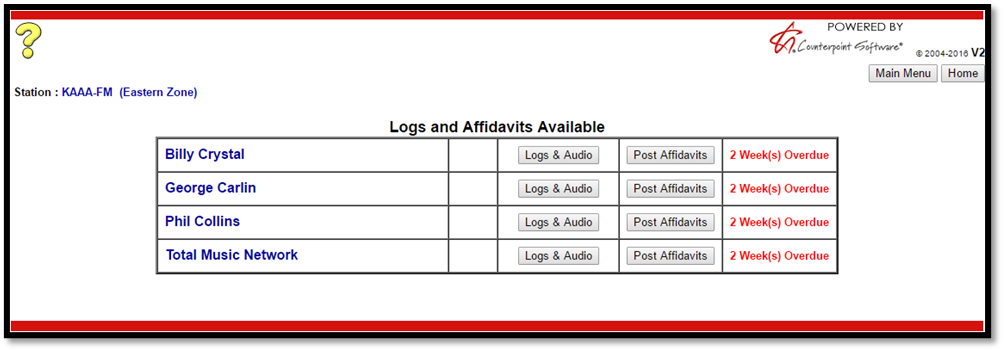 ?
POWERED BY
Counterpoint Software®
© 2004-2016 V2
Main Menu Home
Station : KAAA-FM (Eastern Zone)
Logs and Affidavits Available
Billy Crystal Logs & Audio Post Affidavits 2 Week(s) Overdue
George Carlin Logs & Audio Post Affidavits 2 Week(s) Overdue
Phil Collins Logs & Audio Post Affidavits 2 Week(s) Overdue
Total Music Network Logs & Audio Post Affidavits 2 Week(s) Overdue